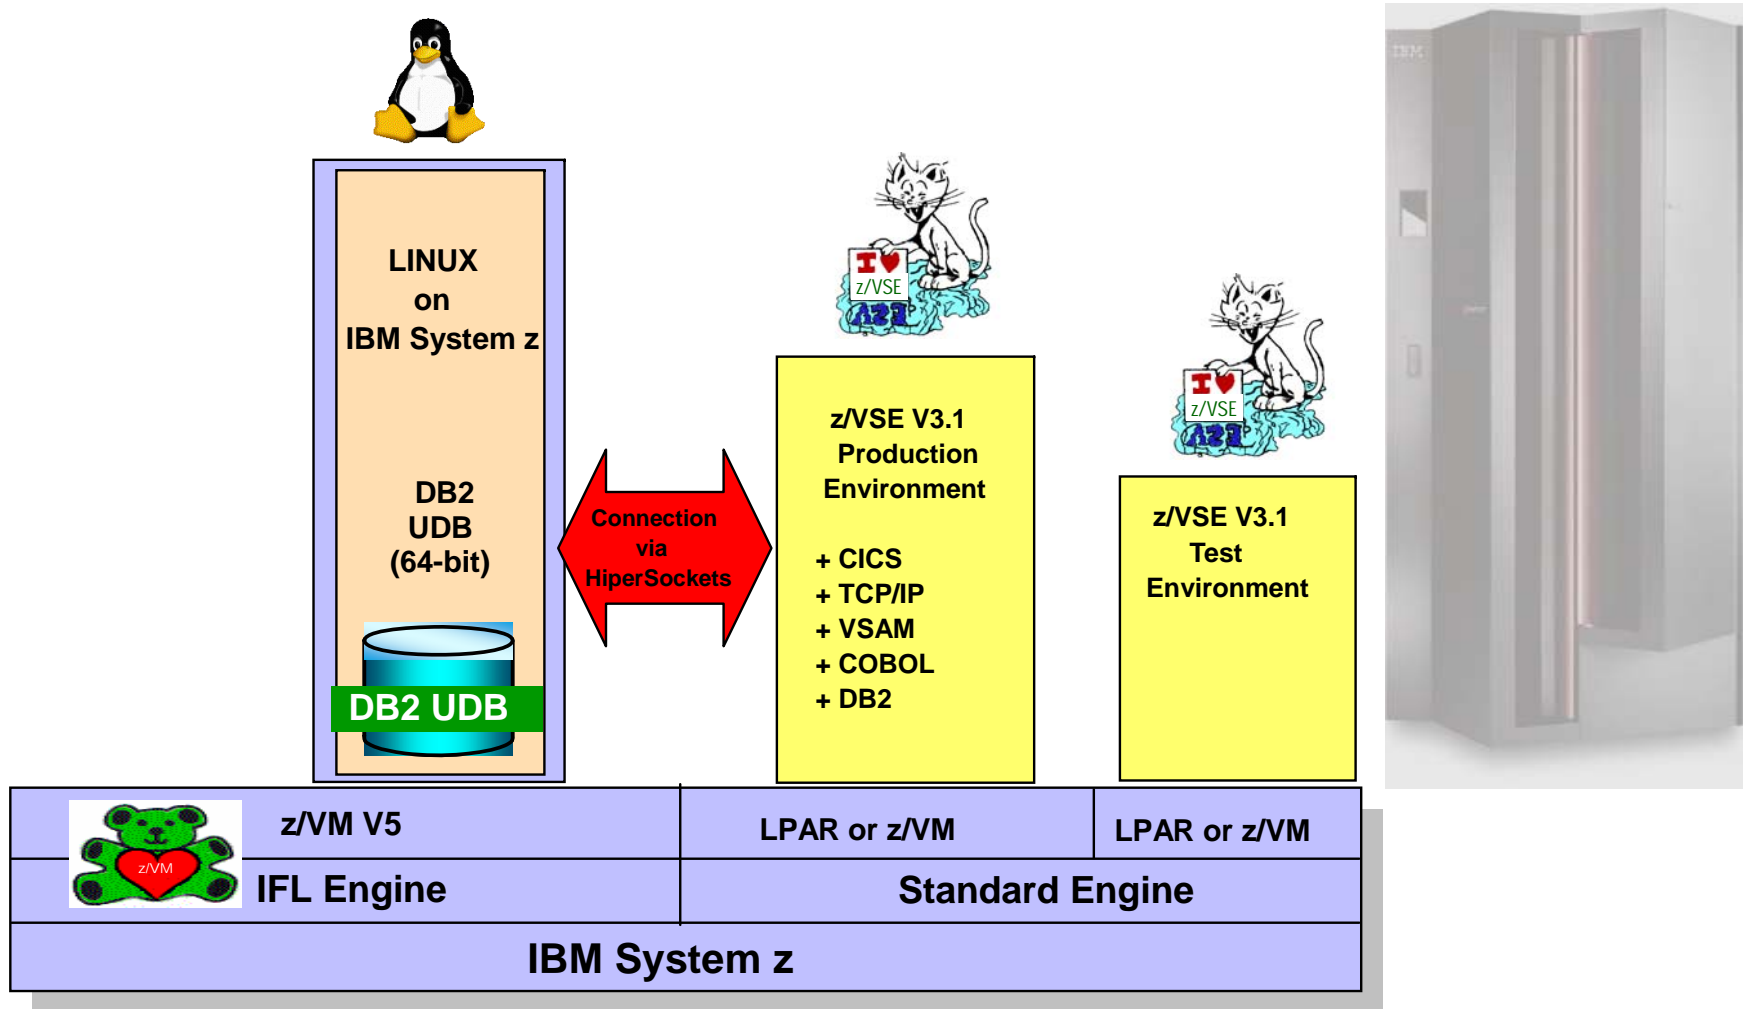 IBM
LINUX
on
IBM System z
DB2
UDB
(64-bit)
DB2 UDB
Connection
via
HiperSockets
I
z/VSE
z/VSE V3.1
Production
Environment
+ CICS
+ TCP/IP
+ VSAM
+ COBOL
+ DB2
I
z/VSE
z/VSE V3.1
Test
Environment
z/VM V5
LPAR or z/VM
LPAR or z/VM
z/VM
IFL Engine
Standard Engine
IBM System z